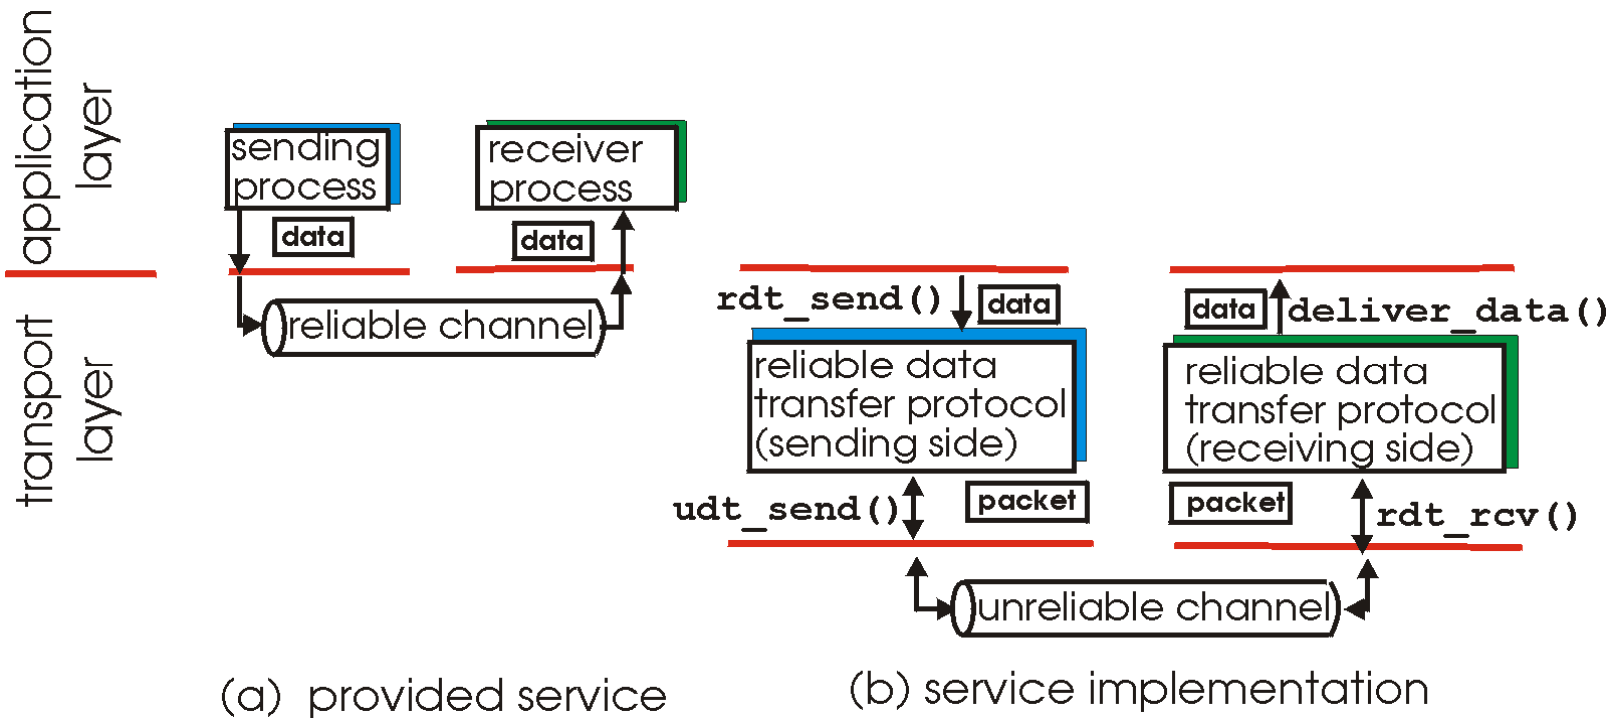 application
layer
transport
layer
sending
process
receiver
process
data
data
reliable channel
rdt_send()
data
data
deliver_data()
reliable data
transfer protocol
(sending side)
reliable data
transfer protocol
(receiving side)
udt_send()
packet
packet
rdt_rcv()
unreliable channel
(a) provided service
(b) service implementation